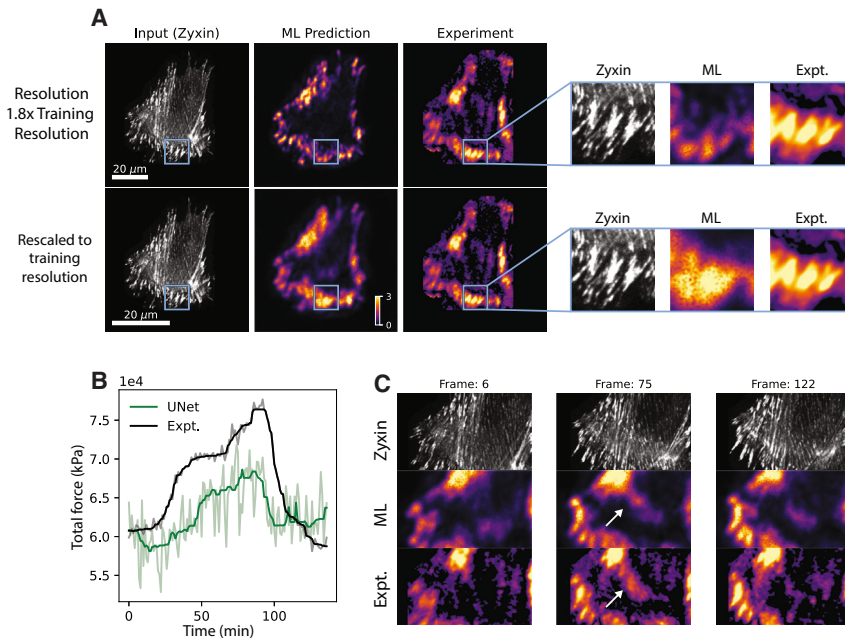 A
Input (Zyxin)
ML Prediction
Experiment
Resolution
1.8x Training
Resolution
20 μm
Zyxin
ML
Expt.
Rescaled to
training
resolution
20 μm
3
0
Zyxin
ML
Expt.
B
1e4
UNet
Expt.
Total force (kPa)
7.5
7.0
6.5
6.0
5.5
0
50
100
Time (min)
C
Frame: 6
Frame: 75
Frame: 122
Zyxin
ML
Expt.